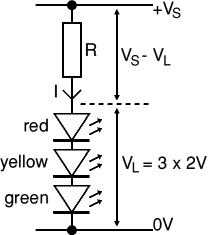 +VS
R
VS - VL
I
red
yellow
VL = 3 x 2V
green
0V